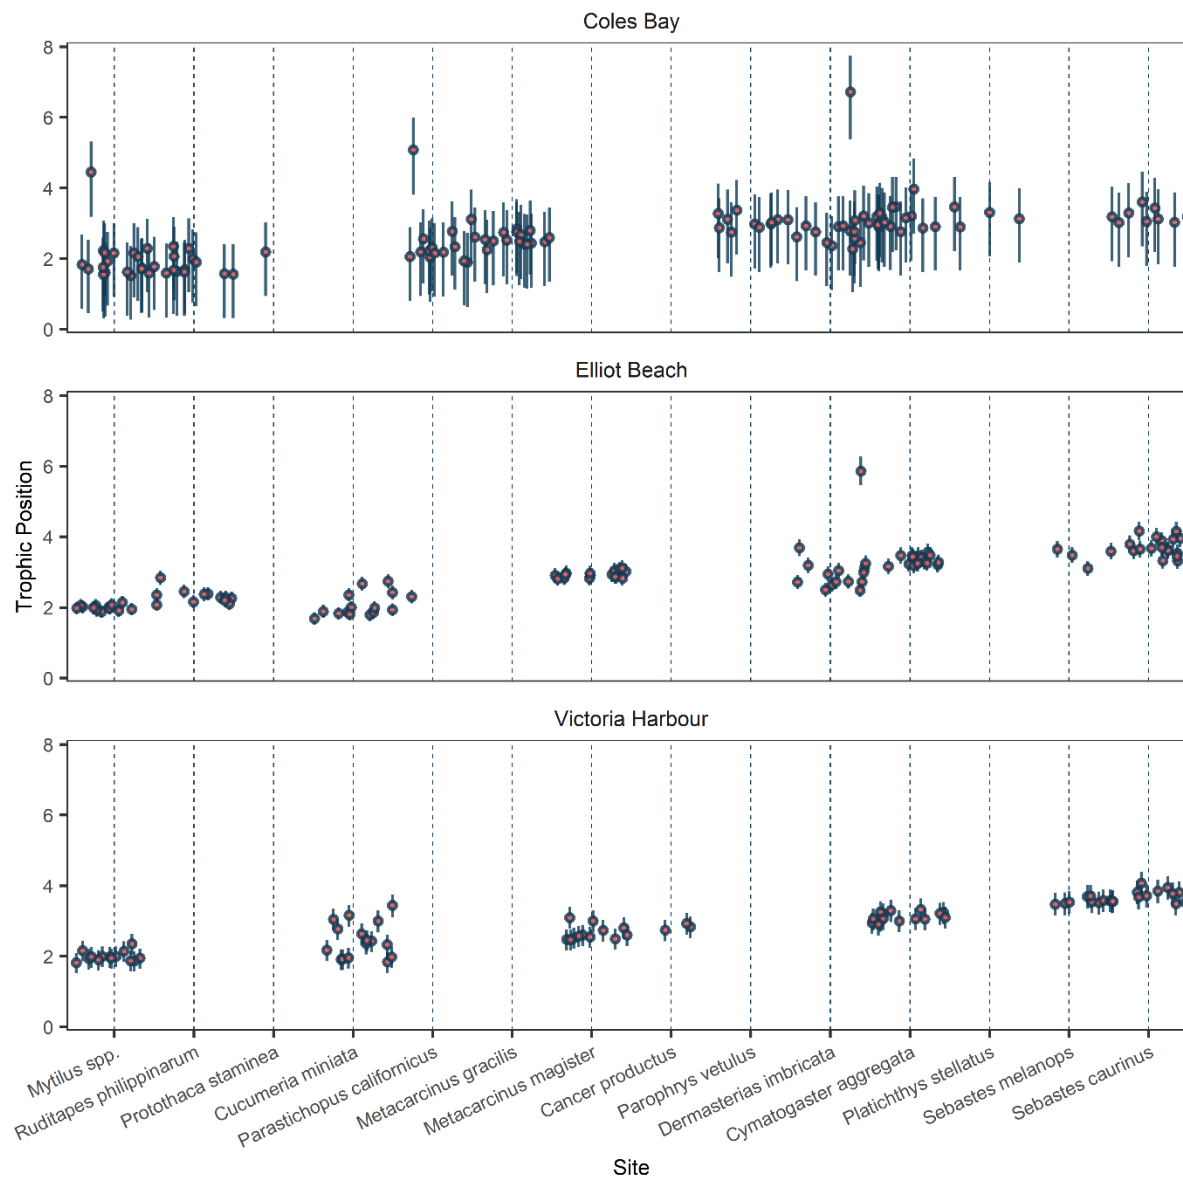 Coles Bay
8
6
4
2
0
Elliot Beach
8
6
4
2
0
Trophic Position
Victoria Harbour
8
6
4
2
0
Mytilus spp.
Ruditapes philippinarum
Protothaca staminea
Cucumeria miniata
Parastichopus californicus
Metacarcinus gracilis
Metacarcinus magister
Cancer productus
Parophrys vetulus
Dermasterias imbricata
Cymatogaster aggregata
Platichthys stellatus
Sebastes melanops
Sebastes caurinus
Site